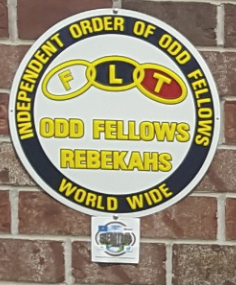 INDEPENDENT ORDER OF ODD FELLOWS
F L T
ODD FELLOWS
REBEKAHS
WORLD WIDE